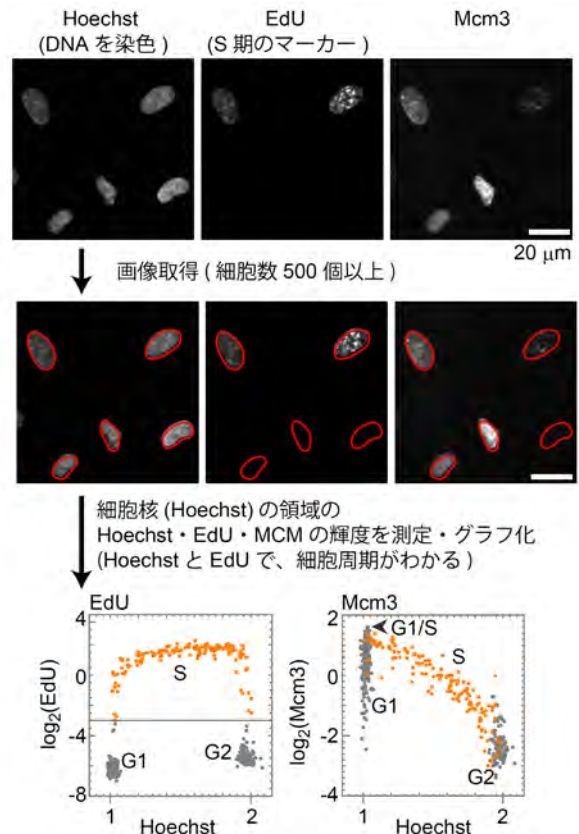 Hoechst
(DNA を染色 )
EdU
(S 期のマーカー )
Mcm3
20 μm
画像取得 ( 細胞数 500 個以上 )
細胞核 (Hoechst) の領域の
Hoechst・EdU・MCM の輝度を測定・グラフ化
(Hoechst と EdU で、細胞周期がわかる )
EdU
4
0
-4
-8
log2(EdU)
S
G1
G2
1
2
Hoechst
Mcm3
2
0
-2
-4
log2(Mcm3)
G1/S
S
G1
G2
1
2
Hoechst